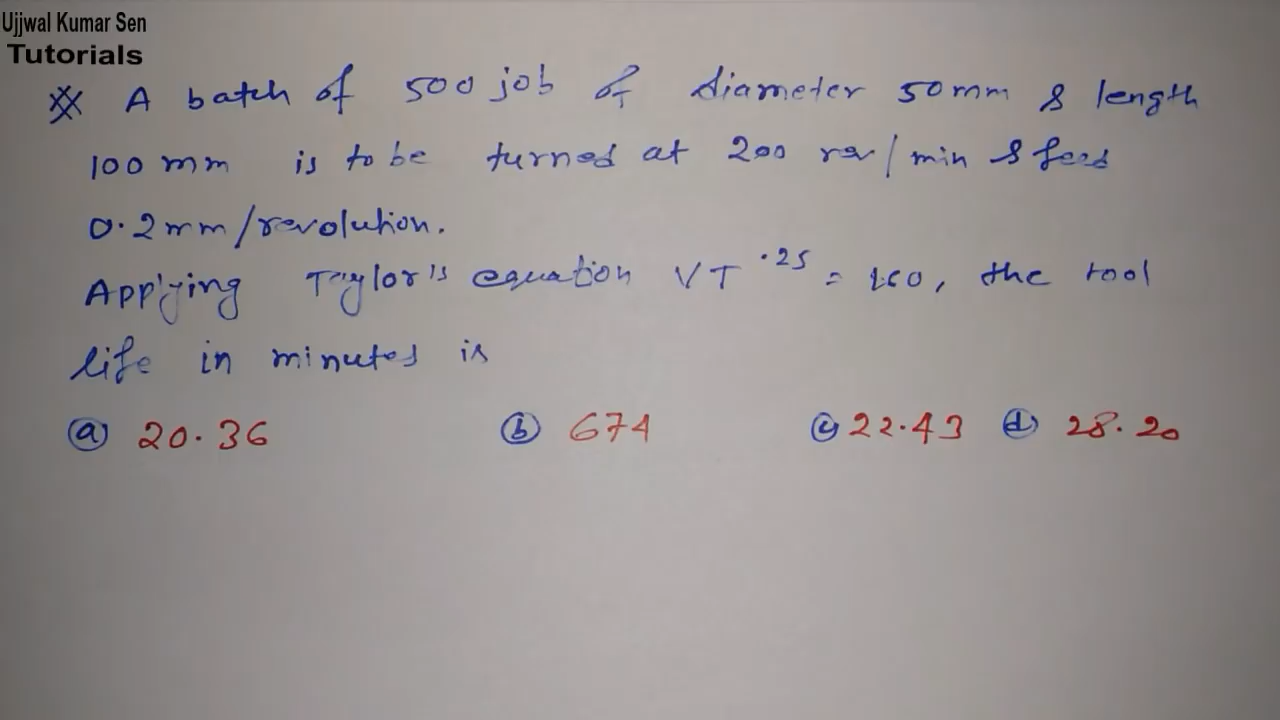 Ujjwal Kumar Sen
Tutorials
A batch of 500 job of diameter 50mm & length
100 mm is to be turned at 200 rev/min & feed
0.2mm/revolution.
Applying Taylor's equation VT^.25 = 160, the tool
life in minutes is
(a) 20.36 (b) 674 (c) 22.43 (d) 28.20